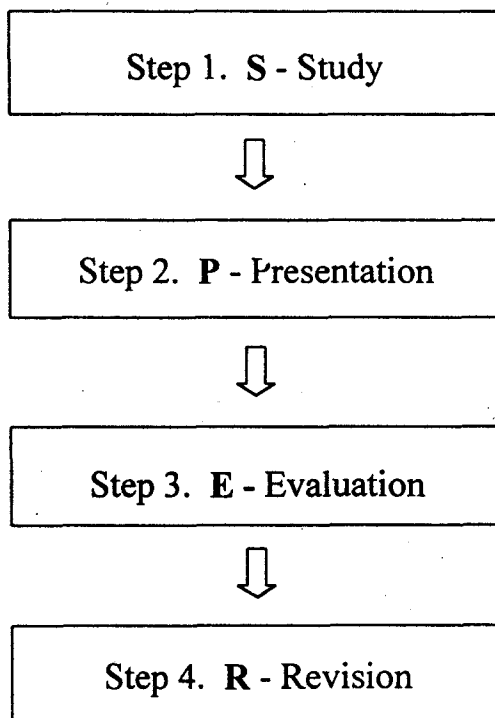 Step 1. S - Study
Step 2. P - Presentation
Step 3. E - Evaluation
Step 4. R - Revision